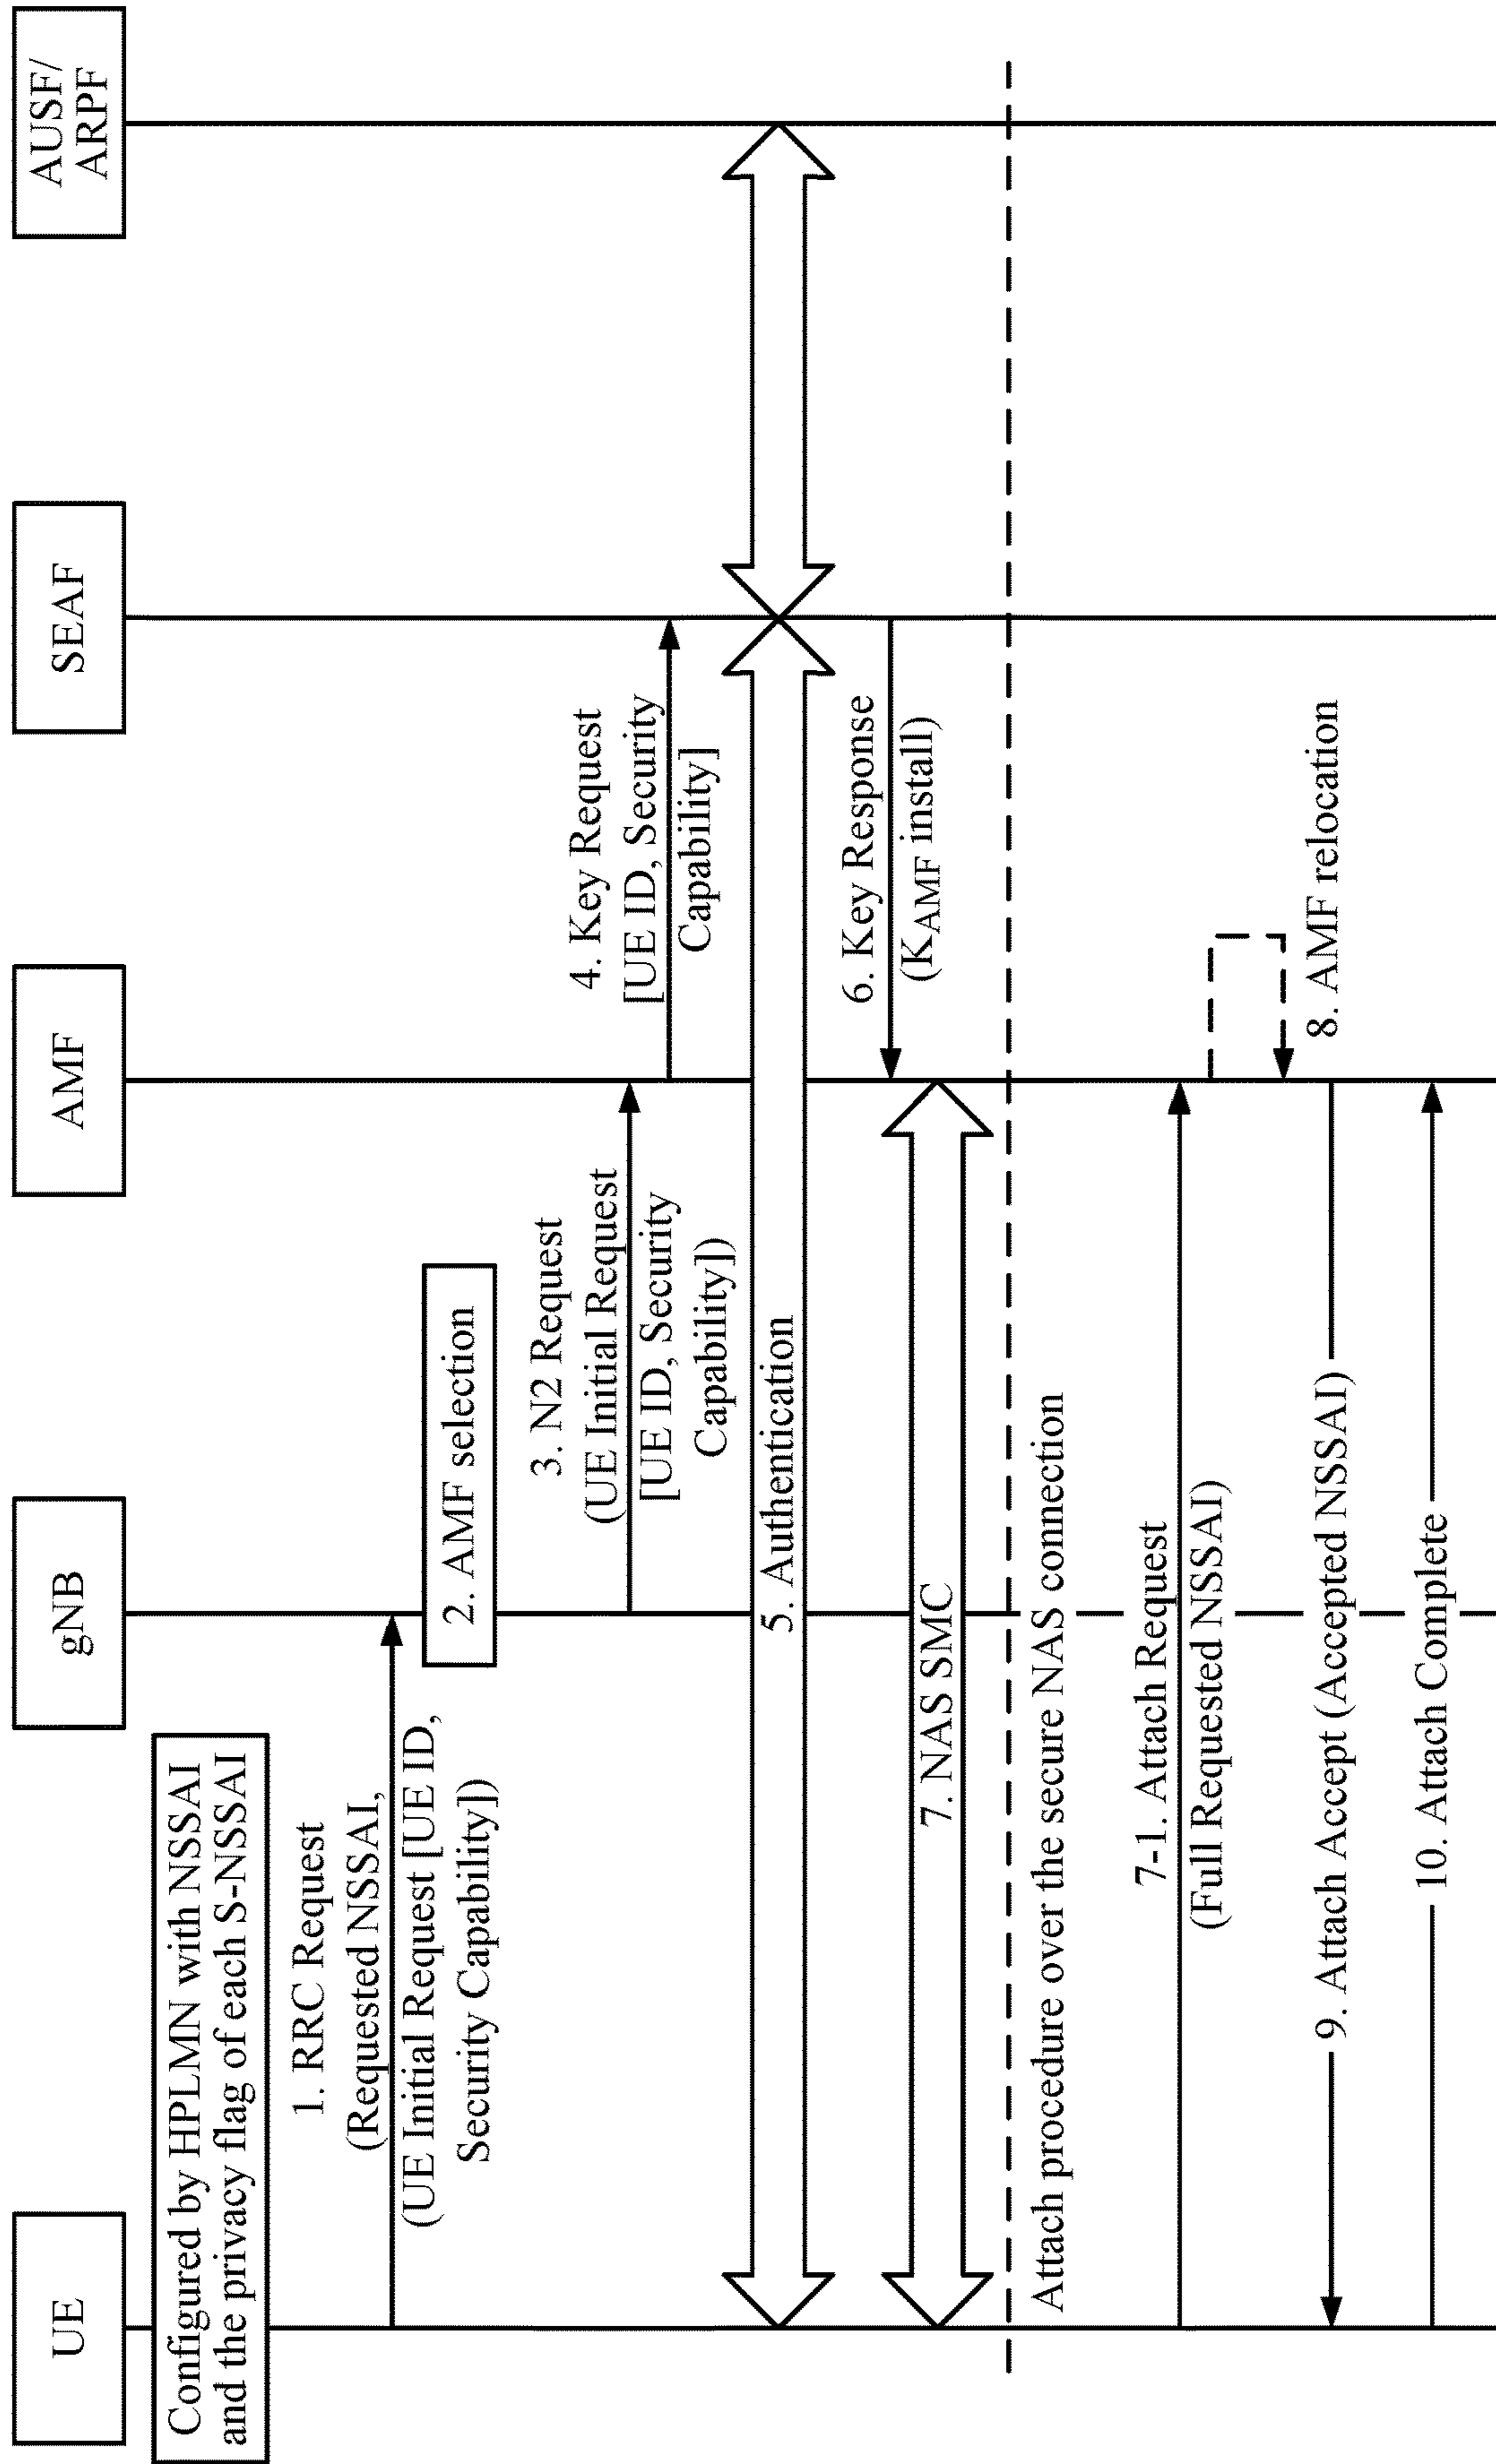 UE
gNB
AMF
SEAF
AUSF/
ARPF
Configured by HPLMN with NSSAI
and the privacy flag of each S-NSSAI
1. RRC Request
(Requested NSSAI,
(UE Initial Request [UE ID,
Security Capability])
2. AMF selection
3. N2 Request
(UE Initial Request
[UE ID, Security
Capability])
4. Key Request
[UE ID, Security
Capability]
5. Authentication
6. Key Response
(KAMF install)
7. NAS SMC
Attach procedure over the secure NAS connection
7-1. Attach Request
(Full Requested NSSAI)
8. AMF relocation
9. Attach Accept (Accepted NSSAI)
10. Attach Complete